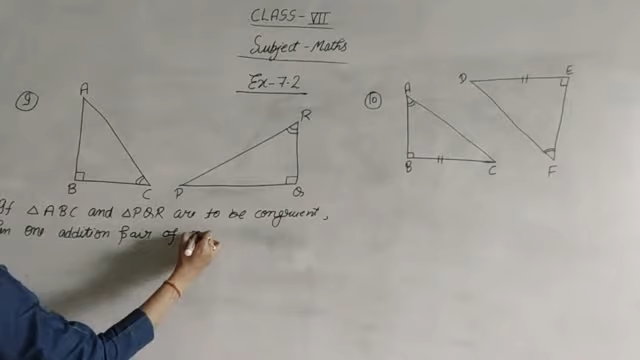 CLASS-VII
Subject-Maths
Ex-7.2
9
A
B
C
R
P
Q
10
A
B
C
D
E
F
If △ABC and △PQR are to be congruent,
one addition pair of